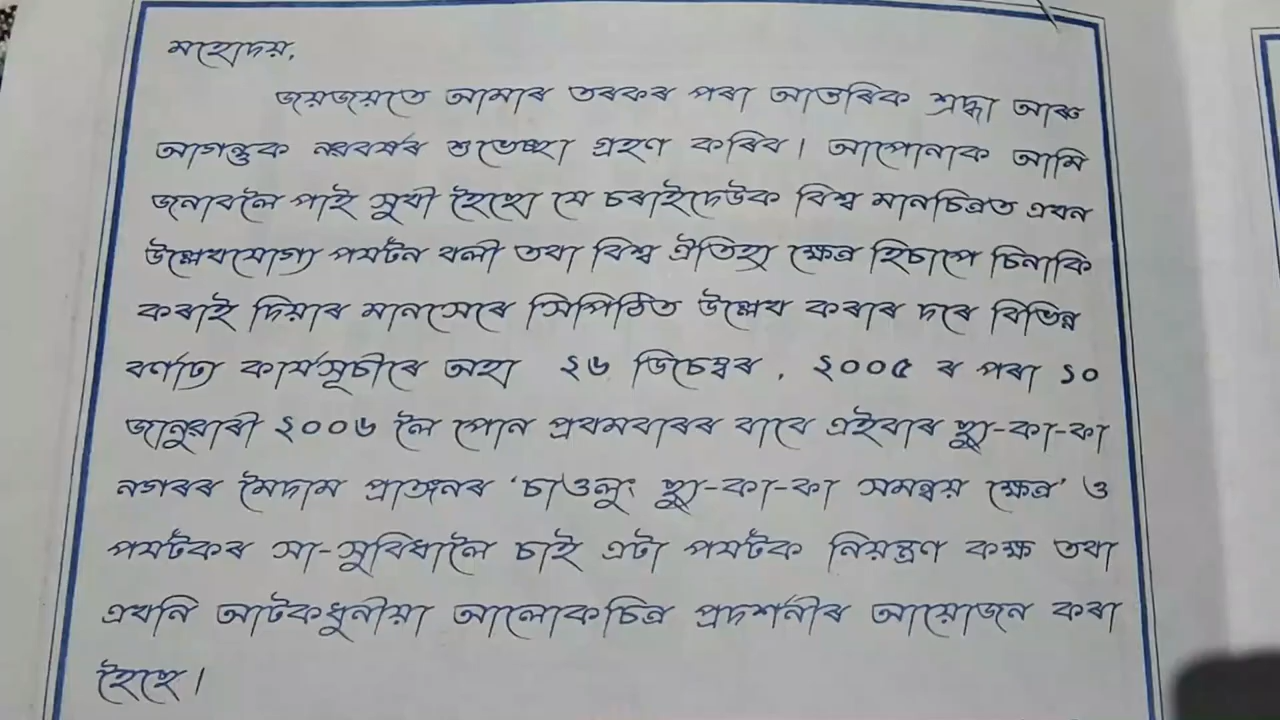 মহোদয়,
জয়জয়তে আমাৰ তৰফৰ পৰা আন্তৰিক শ্ৰদ্ধা আৰু
আগন্তুক নৱবৰ্ষৰ শুভেচ্ছা গ্ৰহণ কৰিব। আপোনাক আমি
জনাবলৈ পাই সুখী হৈছো যে চৰাইদেউক বিশ্ব মানচিত্ৰত এখন
উল্লেখযোগ্য পৰ্যটন থলী তথা বিশ্ব ঐতিহ্য ক্ষেত্ৰ হিচাপে চিনাকি
কৰাই দিয়াৰ মানসেৰে সিপিঠিত উল্লেখ কৰাৰ দৰে বিভিন্ন
বৰ্ণাঢ্য কাৰ্যসূচীৰে অহা ২৬ ডিচেম্বৰ, ২০০৫ ৰ পৰা ১০
জানুৱাৰী ২০০৬ লৈ পোন প্ৰথমবাৰৰ বাবে এইবাৰ হ্যু-কা-কা
নগৰৰ মৈদাম প্ৰাঙ্গনৰ 'চাওলুং হ্যু-কা-কা সমন্বয় ক্ষেত্ৰ' ও
পৰ্যটকৰ সা-সুবিধালৈ চাই এটা পৰ্যটক নিয়ন্ত্ৰণ কক্ষ তথা
এখনি আটকধুনীয়া আলোকচিত্ৰ প্ৰদৰ্শনীৰ আয়োজন কৰা
হৈছে।